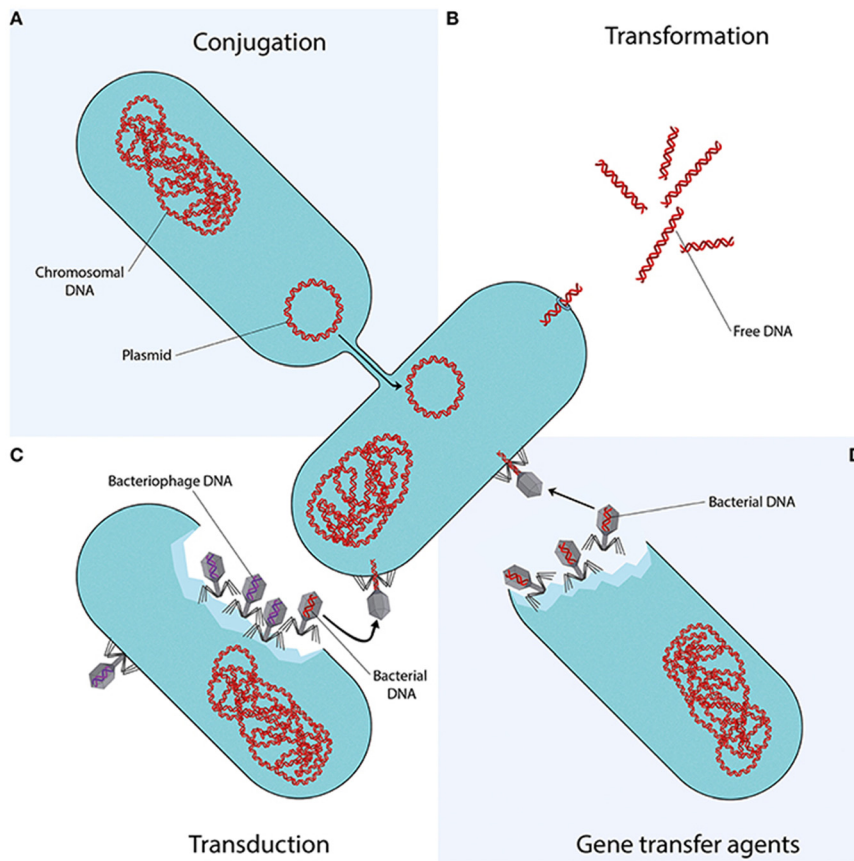 A
Conjugation
B
Transformation
Chromosomal
DNA
Plasmid
Free DNA
C
Bacteriophage DNA
D
Bacterial DNA
Bacterial
DNA
Transduction
Gene transfer agents